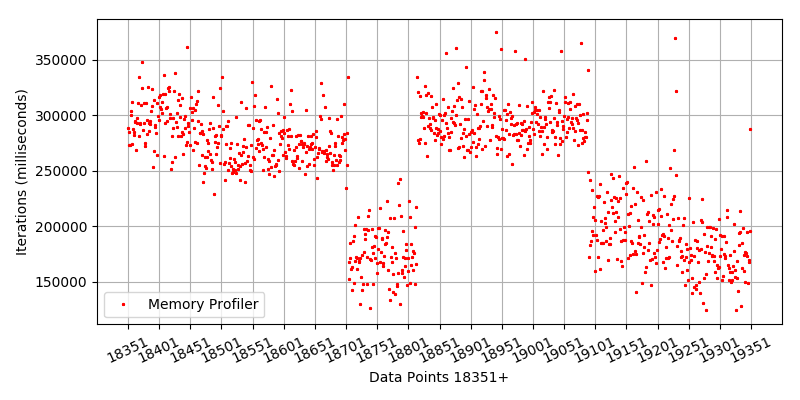 350000
300000
250000
200000
150000
Iterations (milliseconds)
Memory Profiler
18351 18401 18451 18501 18551 18601 18651 18701 18751 18801 18851 18901 18951 19001 19051 19101 19151 19201 19251 19301 19351
Data Points 18351+